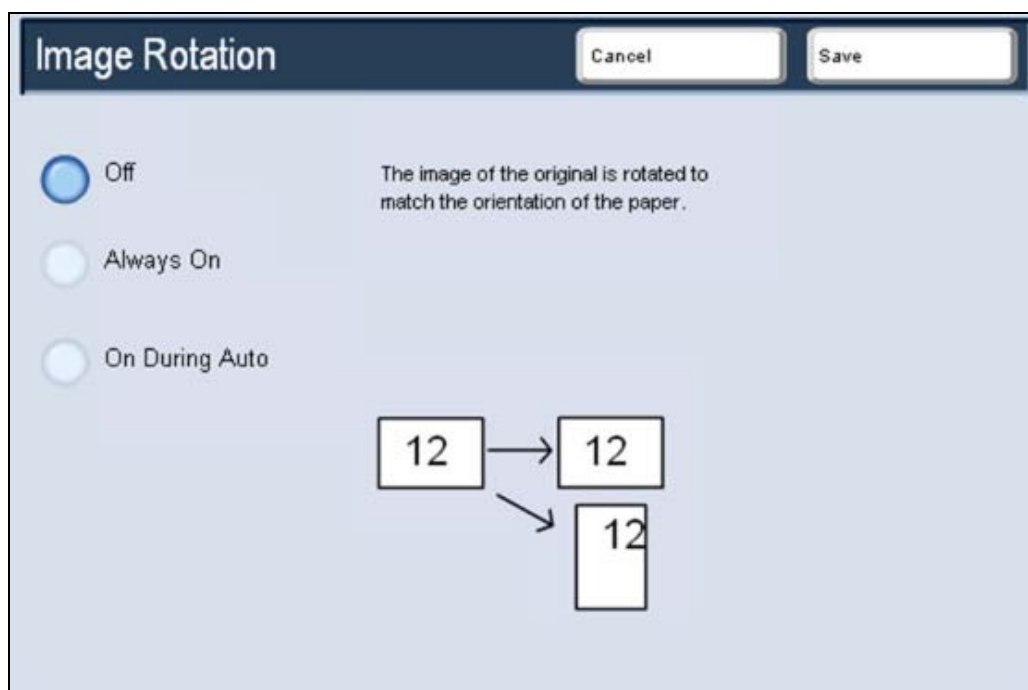 Image Rotation
Cancel
Save
Off
The image of the original is rotated to
match the orientation of the paper.
Always On
On During Auto
12
12
12